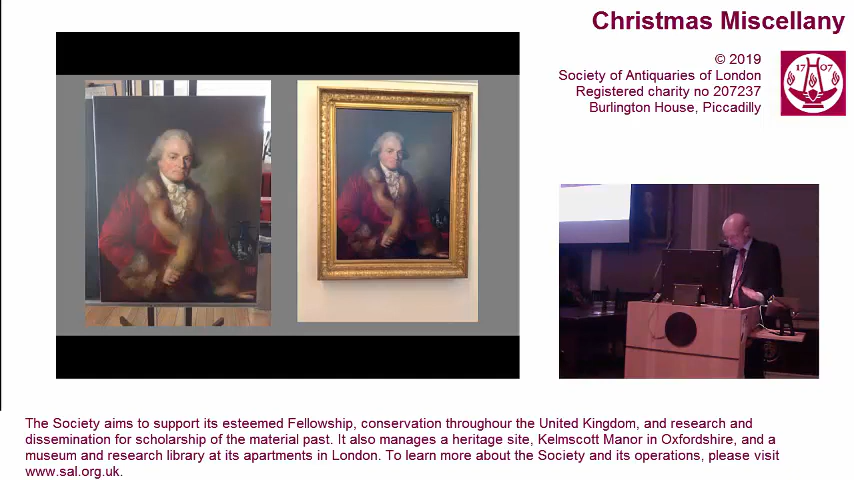 Christmas Miscellany
© 2019
Society of Antiquaries of London
Registered charity no 207237
Burlington House, Piccadilly
17 07
The Society aims to support its esteemed Fellowship, conservation throughour the United Kingdom, and research and
dissemination for scholarship of the material past. It also manages a heritage site, Kelmscott Manor in Oxfordshire, and a
museum and research library at its apartments in London. To learn more about the Society and its operations, please visit
www.sal.org.uk.